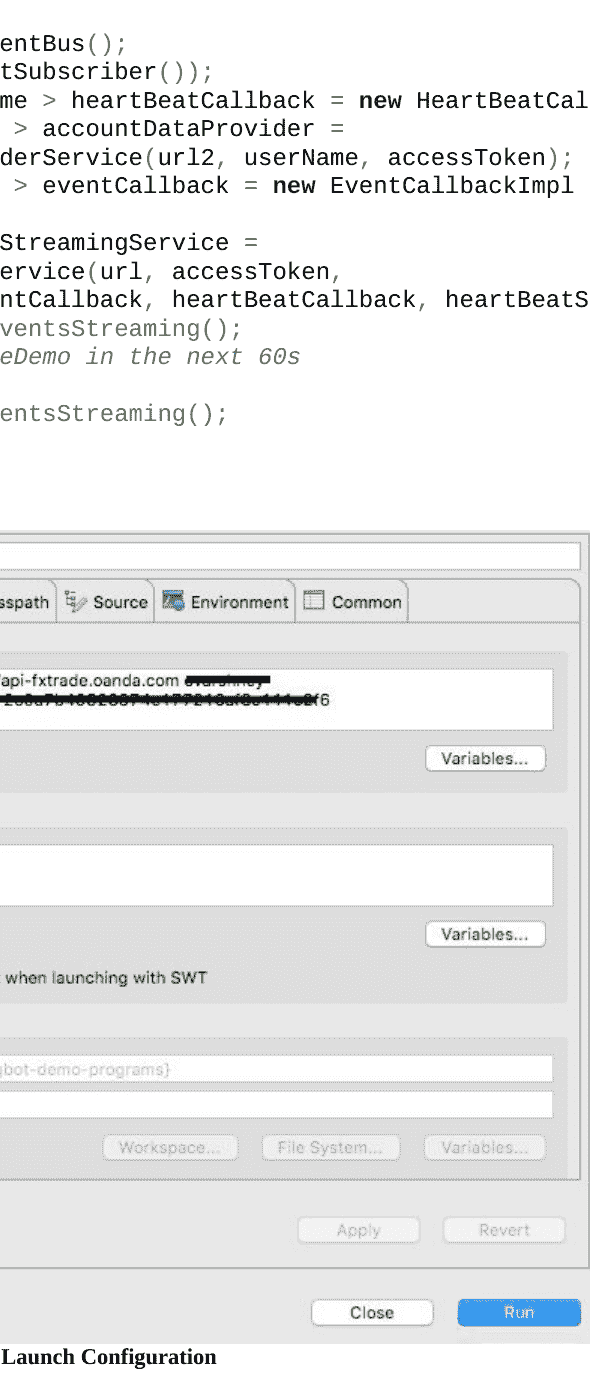 entBus();
tSubscriber());
me > heartBeatCallback = new HeartBeatCal
> accountDataProvider =
derService(url2, userName, accessToken);
> eventCallback = new EventCallbackImpl
StreamingService =
ervice(url, accessToken,
ntCallback, heartBeatCallback, heartBeatS
ventsStreaming();
eDemo in the next 60s
entsStreaming();
sspath Source Environment Common
/api-fxtrade.oanda.com
f6
Variables...
Variables...
t when launching with SWT
gbot-demo-programs}
Workspace... File System... Variables...
Apply Revert
Close Run
Launch Configuration